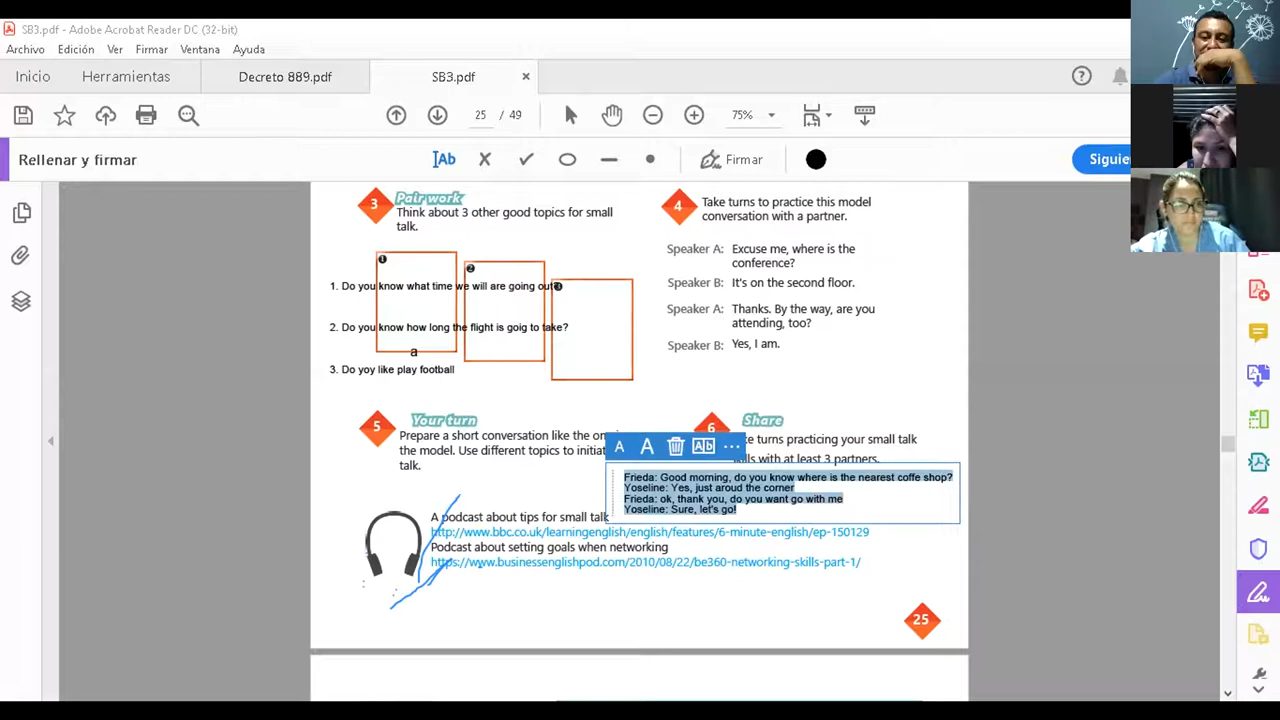 SB3.pdf - Adobe Acrobat Reader DC (32-bit)
Archivo Edición Ver Firmar Ventana Ayuda
Inicio Herramientas Decreto 889.pdf SB3.pdf ×
25 / 49 75%
Rellenar y firmar Ab Firmar Siguie
3 Pair work
Think about 3 other good topics for small
talk.
1
2
3
1. Do you know what time we will are going out
2. Do you know how long the flight is goig to take?
a
3. Do yoy like play football
4 Take turns to practice this model
conversation with a partner.
Speaker A: Excuse me, where is the
conference?
Speaker B: It's on the second floor.
Speaker A: Thanks. By the way, are you
attending, too?
Speaker B: Yes, I am.
5 Your turn
Prepare a short conversation like the
the model. Use different topics to
talk.
6 Share
turns practicing your small talk
with at least 3 partners.
A A Ab ...
Frieda: Good morning, do you know where is the nearest coffe shop?
Yoseline: Yes, just aroud the corner
Frieda: ok, thank you, do you want go with me
Yoseline: Sure, let's go!
A podcast about tips for small talk
http://www.bbc.co.uk/learningenglish/english/features/6-minute-english/ep-150129
Podcast about setting goals when networking
https://www.businessenglishpod.com/2010/08/22/be360-networking-skills-part-1/
25